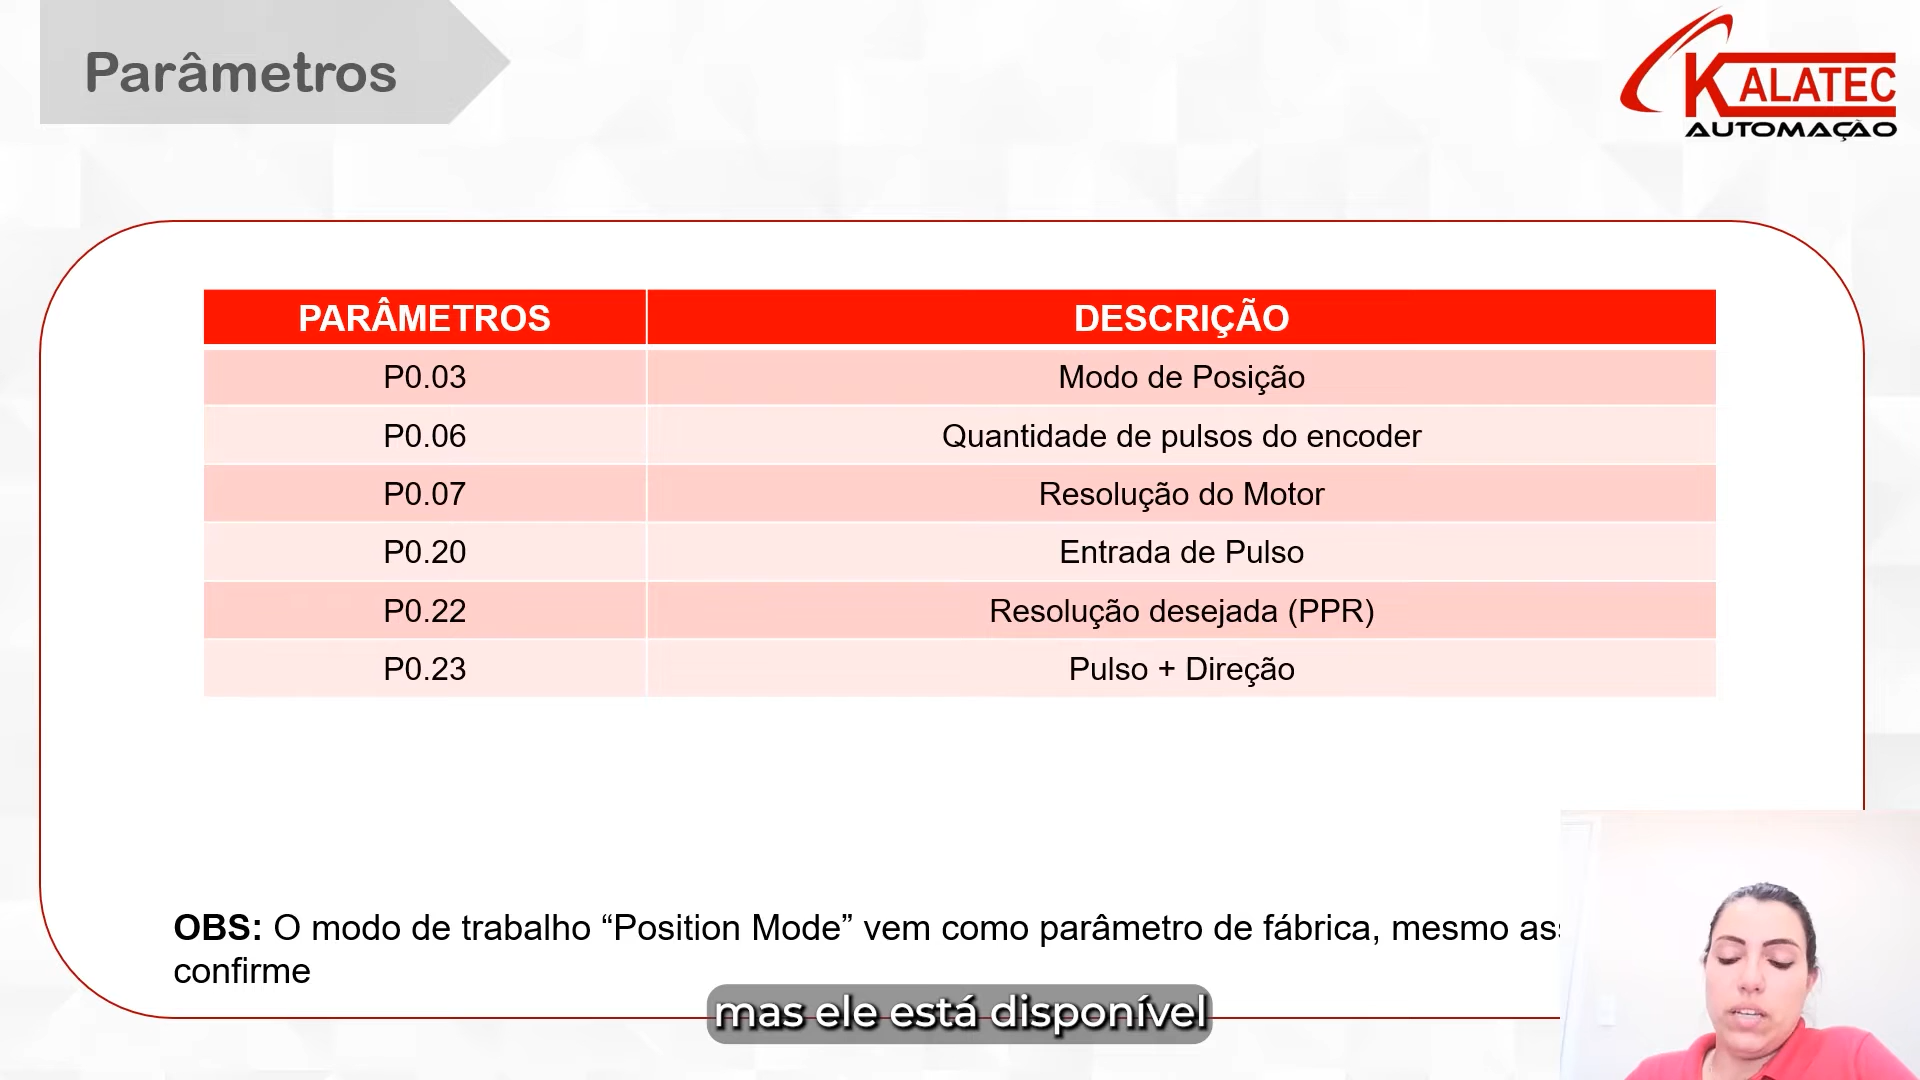 Parâmetros
KALATEC
AUTOMAÇÃO
PARÂMETROS DESCRIÇÃO
P0.03 Modo de Posição
P0.06 Quantidade de pulsos do encoder
P0.07 Resolução do Motor
P0.20 Entrada de Pulso
P0.22 Resolução desejada (PPR)
P0.23 Pulso + Direção
OBS: O modo de trabalho “Position Mode” vem como parâmetro de fábrica, mesmo
confirme
mas ele está disponível